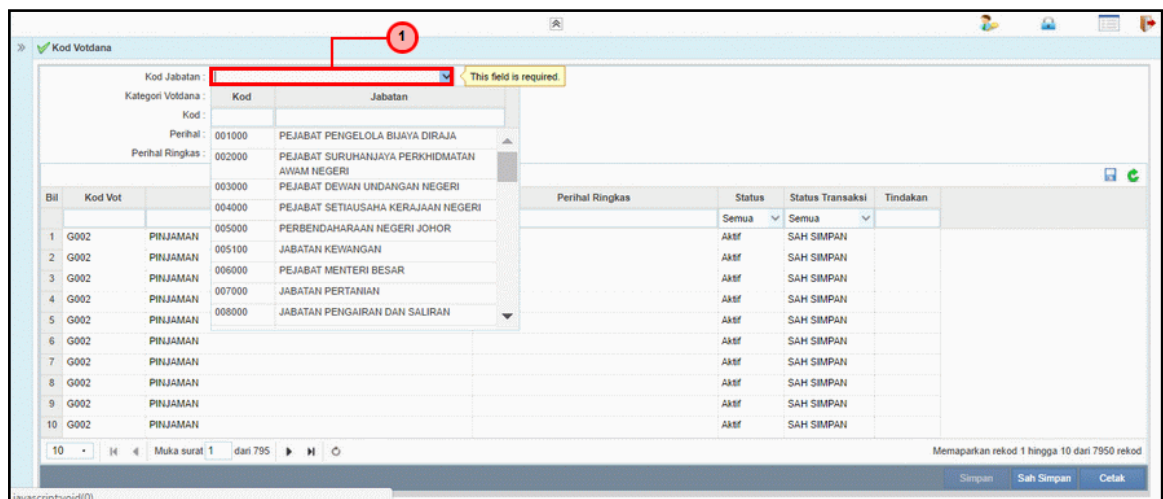 1
» Kod Votdana
Kod Jabatan :
This field is required.
Kategori Votdana :
Kod Jabatan
Kod :
Perihal :
Perihal Ringkas :
001000 PEJABAT PENGELOLA BIJAYA DIRAJA
002000 PEJABAT SURUHANJAYA PERKHIDMATAN
AWAM NEGERI
003000 PEJABAT DEWAN UNDANGAN NEGERI
004000 PEJABAT SETIAUSAHA KERAJAAN NEGERI
005000 PERBENDAHARAAN NEGERI JOHOR
005100 JABATAN KEWANGAN
006000 PEJABAT MENTERI BESAR
007000 JABATAN PERTANIAN
008000 JABATAN PENGAIRAN DAN SALIRAN
Bil Kod Vot Perihal Ringkas Status Status Transaksi Tindakan
Semua Semua
1 G002 PINJAMAN Aktif SAH SIMPAN
2 G002 PINJAMAN Aktif SAH SIMPAN
3 G002 PINJAMAN Aktif SAH SIMPAN
4 G002 PINJAMAN Aktif SAH SIMPAN
5 G002 PINJAMAN Aktif SAH SIMPAN
6 G002 PINJAMAN Aktif SAH SIMPAN
7 G002 PINJAMAN Aktif SAH SIMPAN
8 G002 PINJAMAN Aktif SAH SIMPAN
9 G002 PINJAMAN Aktif SAH SIMPAN
10 G002 PINJAMAN Aktif SAH SIMPAN
10 Muka surat 1 dari 795 Memaparkan rekod 1 hingga 10 dari 7950 rekod
Simpan Sah Simpan Cetak
javascript:void(0)